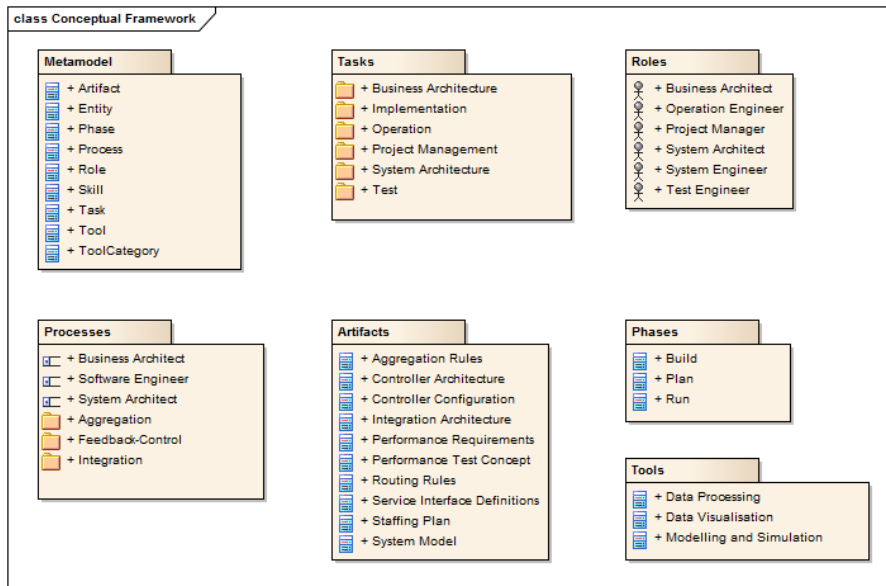 class Conceptual Framework
Metamodel
+ Artifact
+ Entity
+ Phase
+ Process
+ Role
+ Skill
+ Task
+ Tool
+ ToolCategory
Tasks
+ Business Architecture
+ Implementation
+ Operation
+ Project Management
+ System Architecture
+ Test
Roles
+ Business Architect
+ Operation Engineer
+ Project Manager
+ System Architect
+ System Engineer
+ Test Engineer
Processes
+ Business Architect
+ Software Engineer
+ System Architect
+ Aggregation
+ Feedback-Control
+ Integration
Artifacts
+ Aggregation Rules
+ Controller Architecture
+ Controller Configuration
+ Integration Architecture
+ Performance Requirements
+ Performance Test Concept
+ Routing Rules
+ Service Interface Definitions
+ Staffing Plan
+ System Model
Phases
+ Build
+ Plan
+ Run
Tools
+ Data Processing
+ Data Visualisation
+ Modelling and Simulation